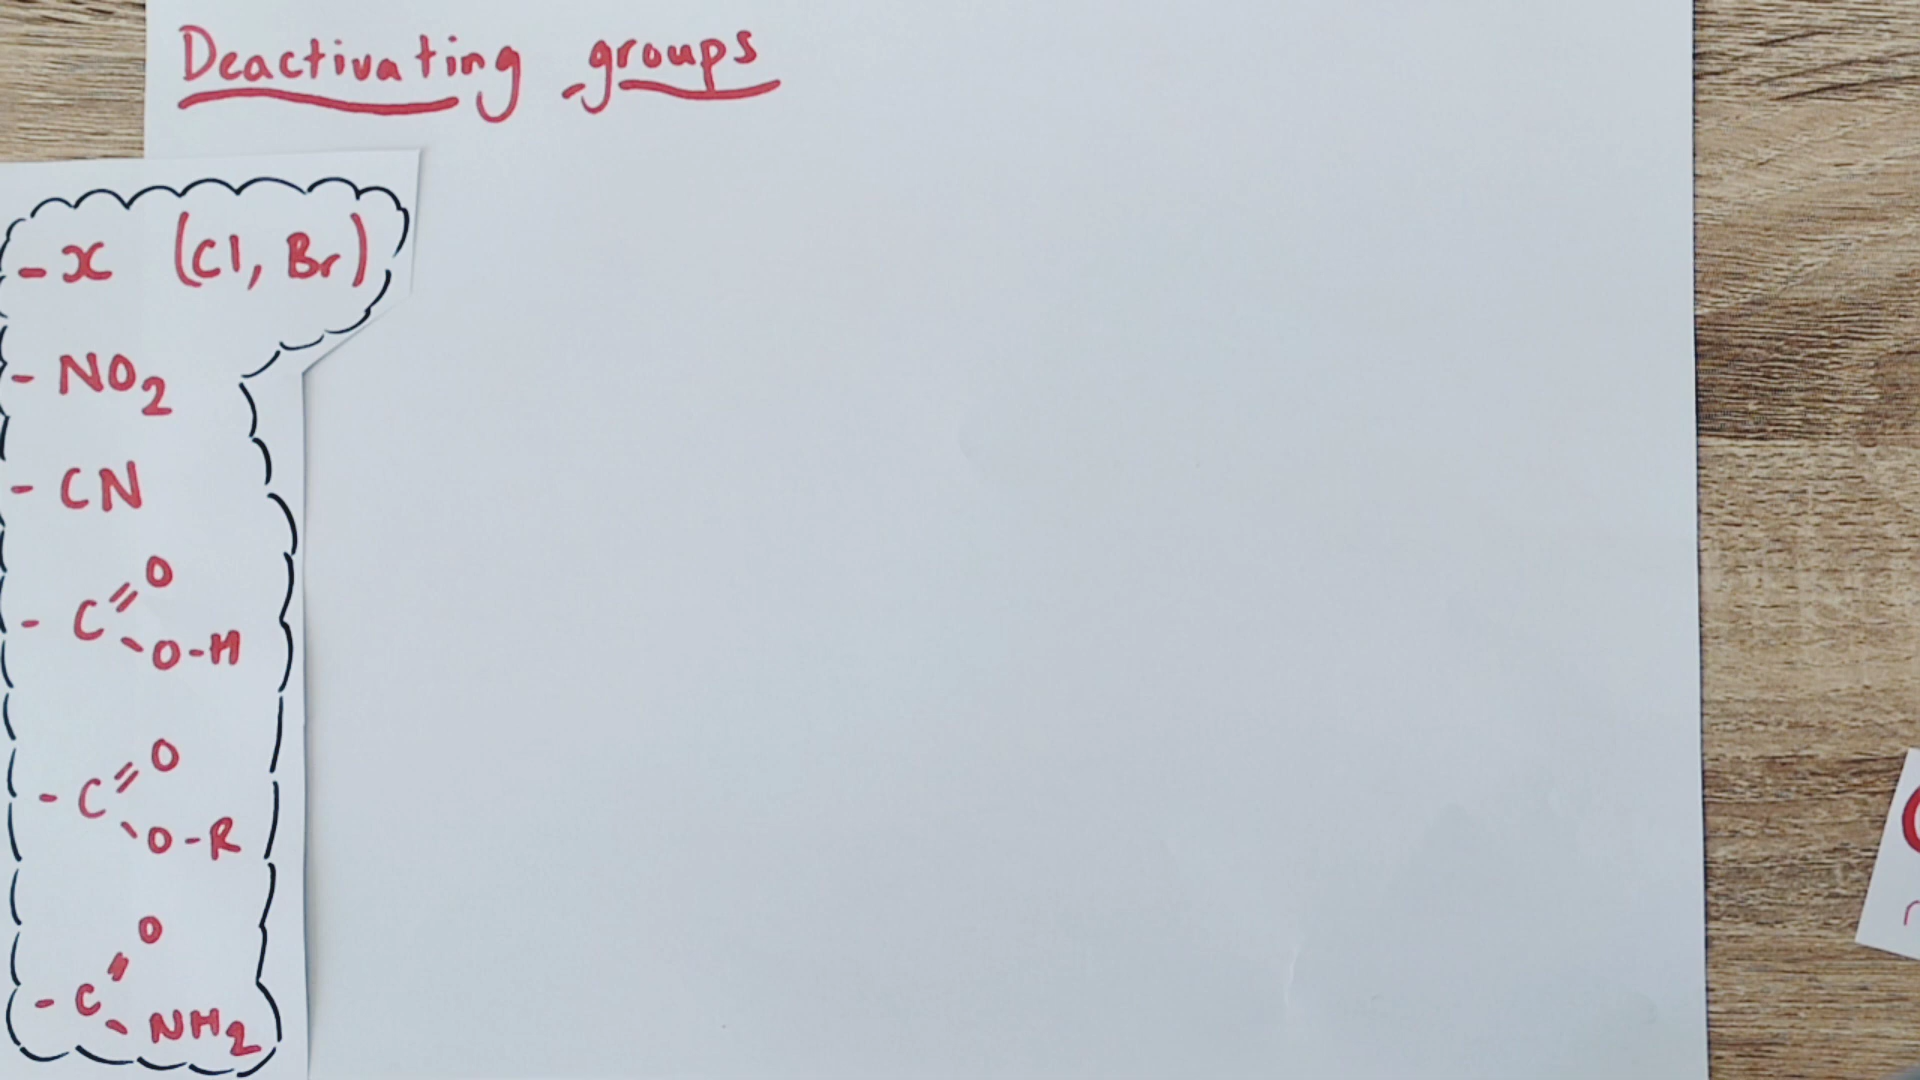 Deactivating groups
-X (Cl, Br)
-NO2
-CN
-C=O
-O-H
-C=O
-O-R
-C=O
-NH2